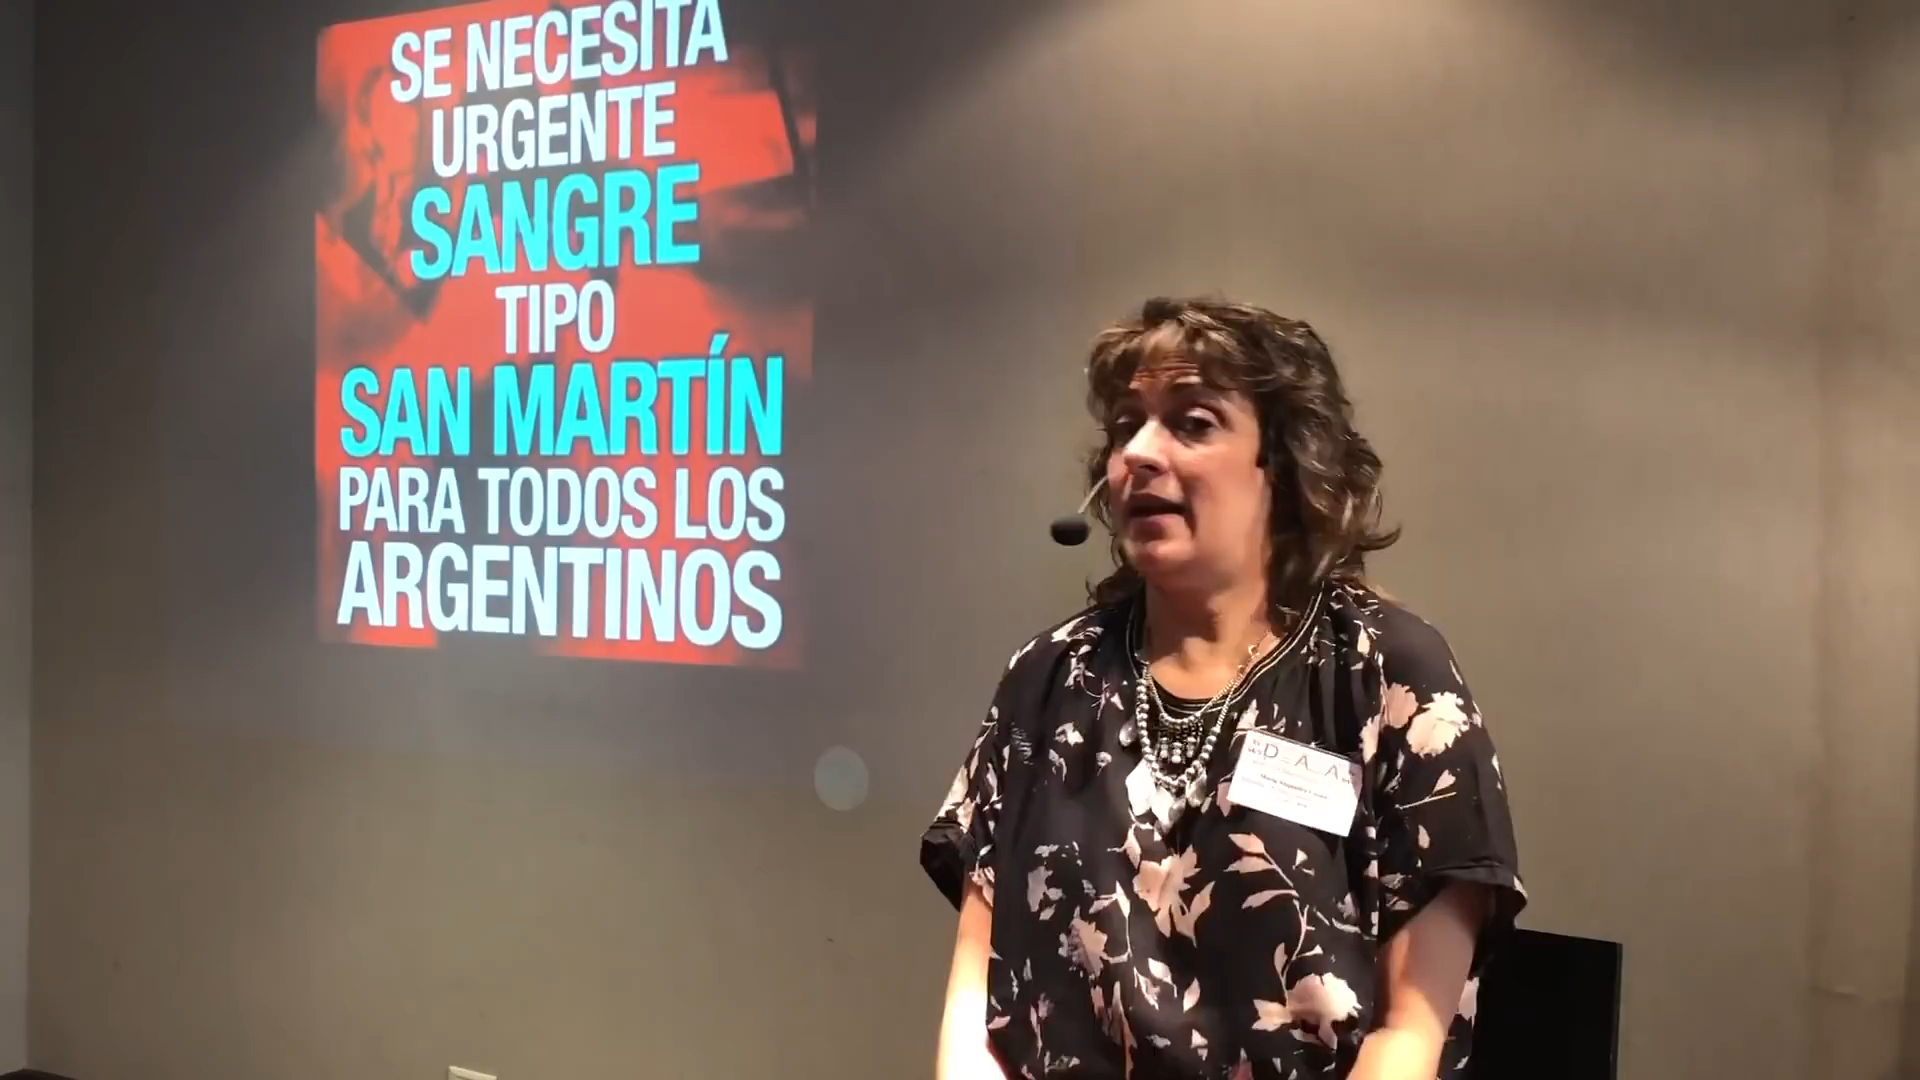 SE NECESITA
URGENTE
SANGRE
TIPO
SAN MARTÍN
PARA TODOS LOS
ARGENTINOS